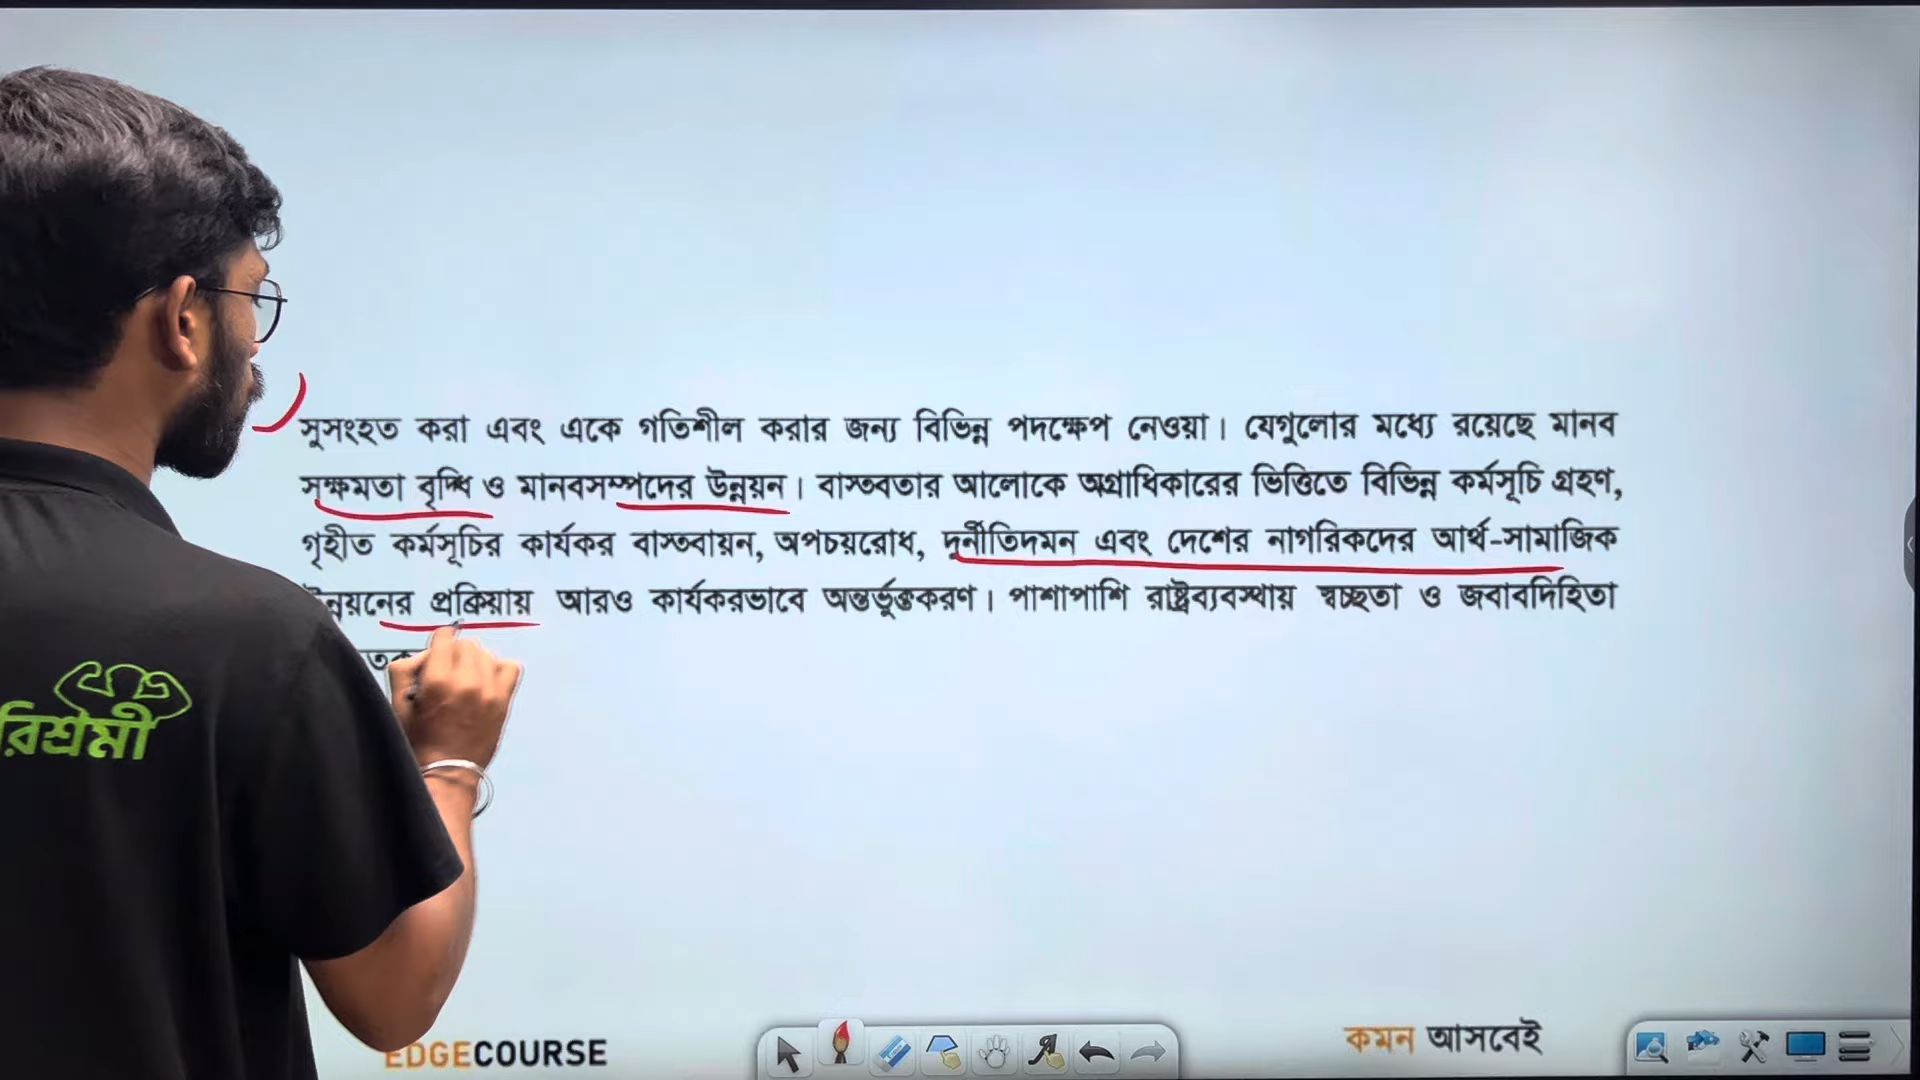 সুসংহত করা এবং একে গতিশীল করার জন্য বিভিন্ন পদক্ষেপ নেওয়া। যেগুলোর মধ্যে রয়েছে মানব
সক্ষমতা বৃদ্ধি ও মানবসম্পদের উন্নয়ন। বাস্তবতার আলোকে অগ্রাধিকারের ভিত্তিতে বিভিন্ন কর্মসূচি গ্রহণ,
গৃহীত কর্মসূচির কার্যকর বাস্তবায়ন, অপচয়রোধ, দুর্নীতিদমন এবং দেশের নাগরিকদের আর্থ-সামাজিক
প্রক্রিয়ায় আরও কার্যকরভাবে অন্তর্ভুক্তকরণ। পাশাপাশি রাষ্ট্রব্যবস্থায় স্বচ্ছতা ও জবাবদিহিতা
রিশ্রমী
EDGECOURSE
কমন আসবেই